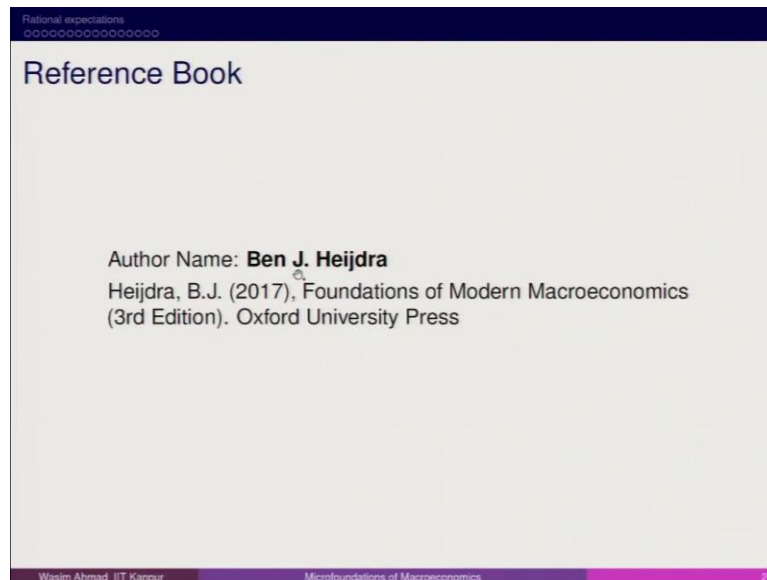 Rational expectations
Reference Book
Author Name: Ben J. Heijdra
Heijdra, B.J. (2017), Foundations of Modern Macroeconomics
(3rd Edition). Oxford University Press
Wasim Ahmad, IIT Kanpur Microfoundations of Macroeconomics